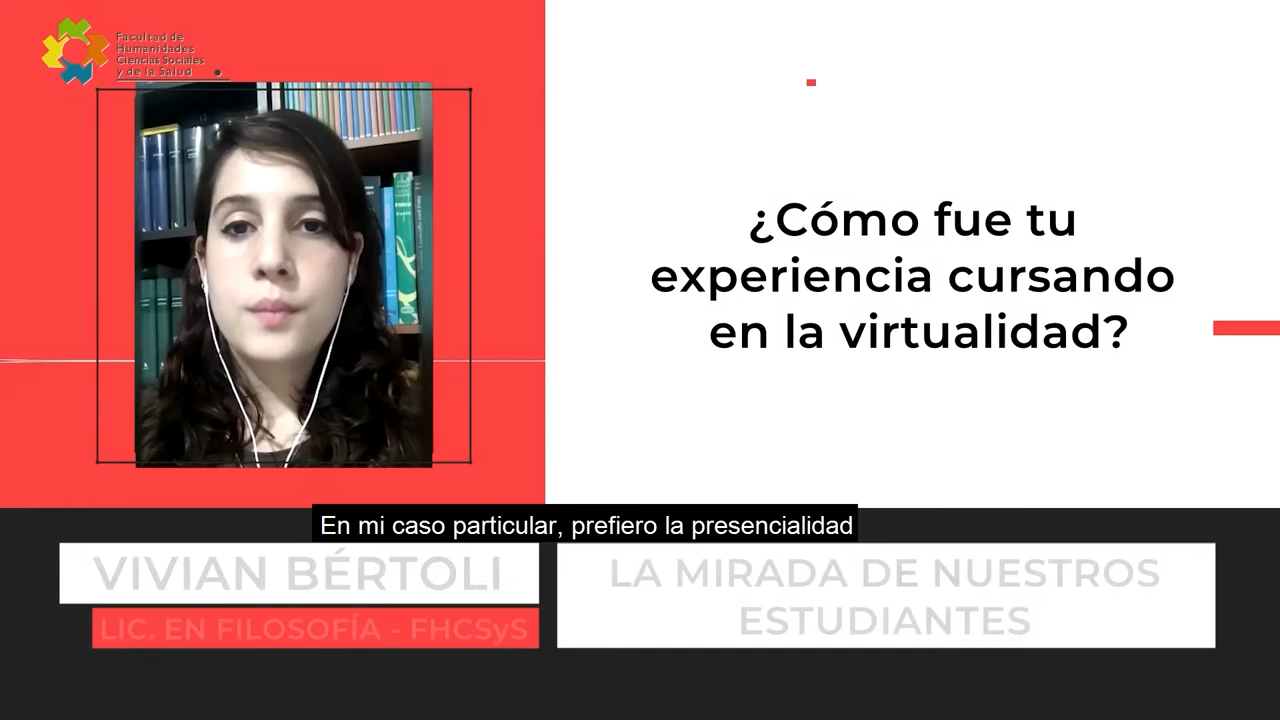 Facultad de
Humanidades
Ciencias Sociales
y de la Salud
¿Cómo fue tu
experiencia cursando
en la virtualidad?
En mi caso particular, prefiero la presencialidad
VIVIAN BÉRTOLI
LIC. EN FILOSOFÍA - FHCSyS
LA MIRADA DE NUESTROS
ESTUDIANTES